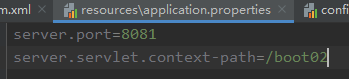 m.xml
resources\application.properties
confi
server.port=8081
server.servlet.context-path=/boot02